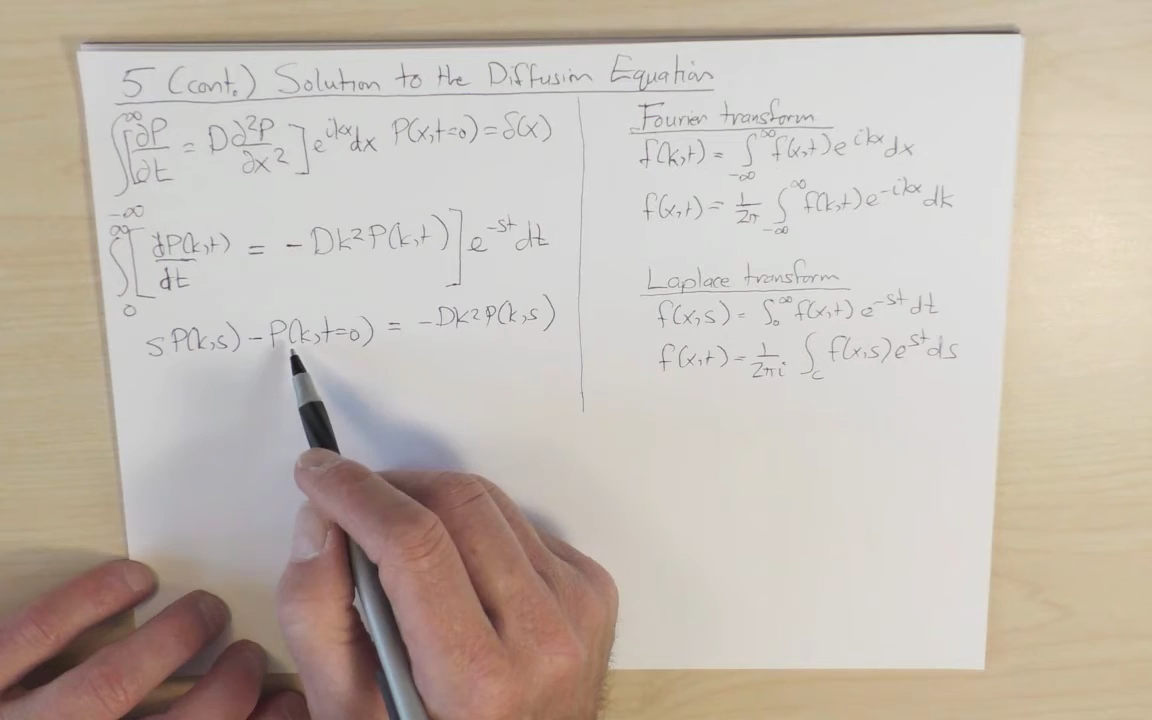 5 (cont.) Solution to the Diffusion Equation
∫_{-∞}^{∞} [∂P/∂t = D ∂²P/∂x²] e^{ikx} dx P(x,t=0) = δ(x)
∫_0^∞ [dP(k,t)/dt = -Dk²P(k,t)] e^{-st} dt
sP(k,s) - P(k,t=0) = -Dk²P(k,s)
Fourier transform
f(k,t) = ∫_{-∞}^{∞} f(x,t) e^{ikx} dx
f(x,t) = 1/2π ∫_{-∞}^{∞} f(k,t) e^{-ikx} dk
Laplace transform
f(x,s) = ∫_0^∞ f(x,t) e^{-st} dt
f(x,t) = 1/2πi ∫_c f(x,s) e^{st} ds